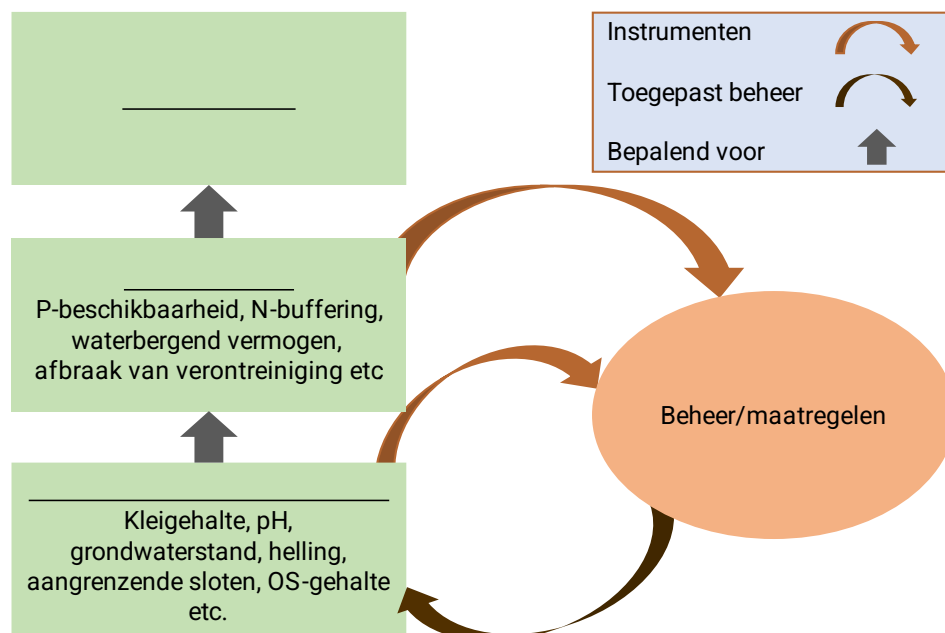 Instrumenten
Toegepast beheer
Bepalend voor
P-beschikbaarheid, N-buffering,
waterbergend vermogen,
afbraak van verontreiniging etc
Beheer/maatregelen
Kleigehalte, pH,
grondwaterstand, helling,
aangrenzende sloten, OS-gehalte
etc.